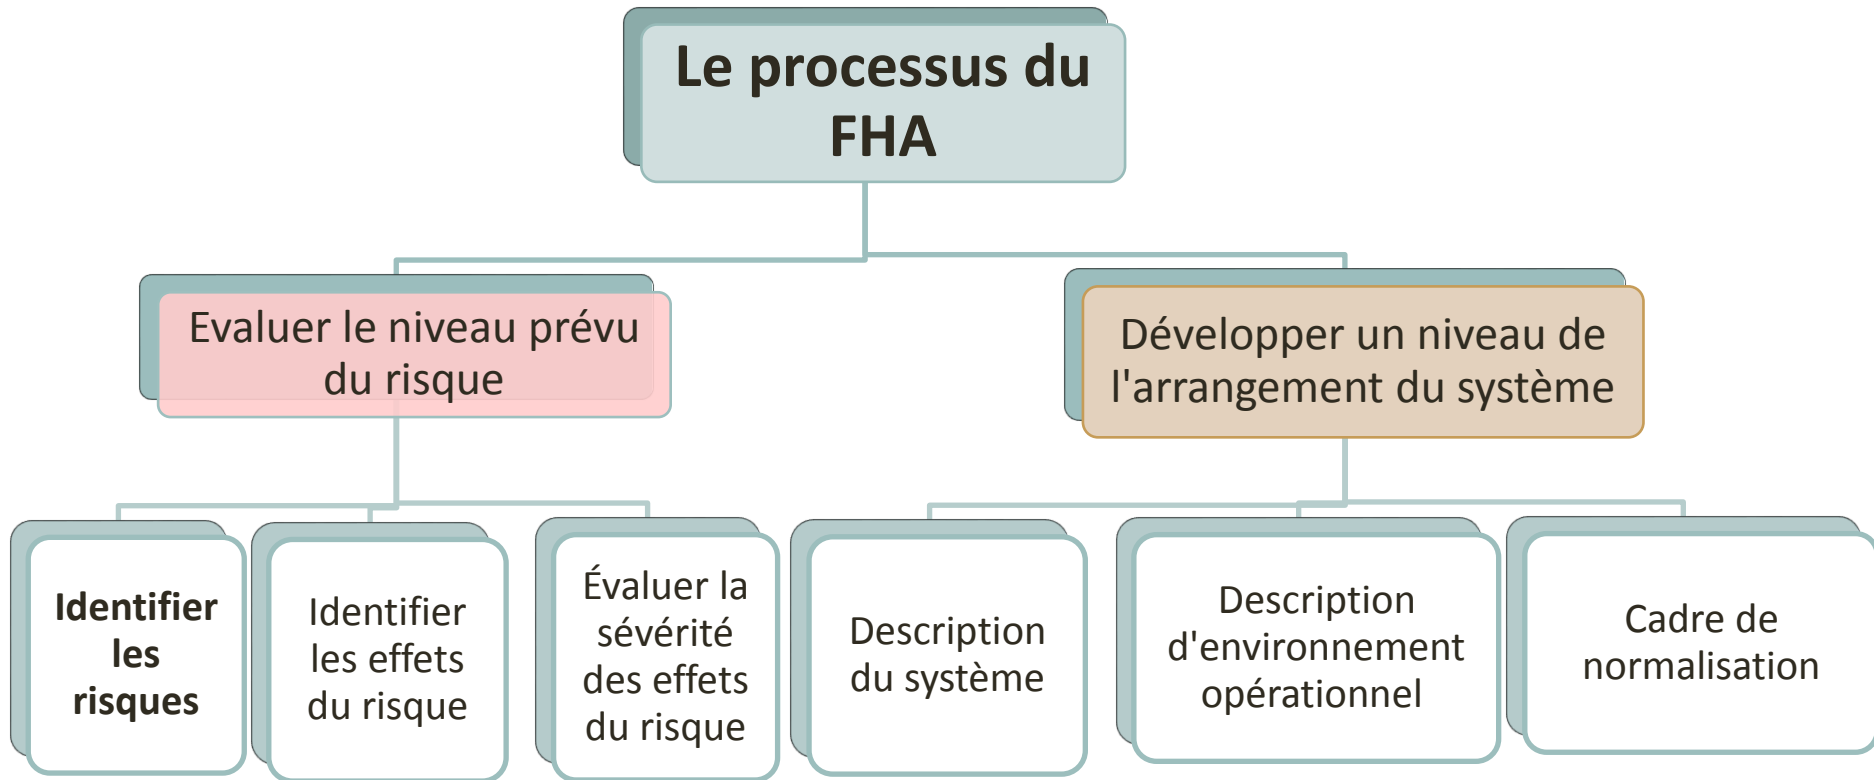 Le processus du
FHA
Evaluer le niveau prévu
du risque
Développer un niveau de
l'arrangement du système
Identifier
les
risques
Identifier
les effets
du risque
Évaluer la
sévérité
des effets
du risque
Description
du système
Description
d'environnement
opérationnel
Cadre de
normalisation